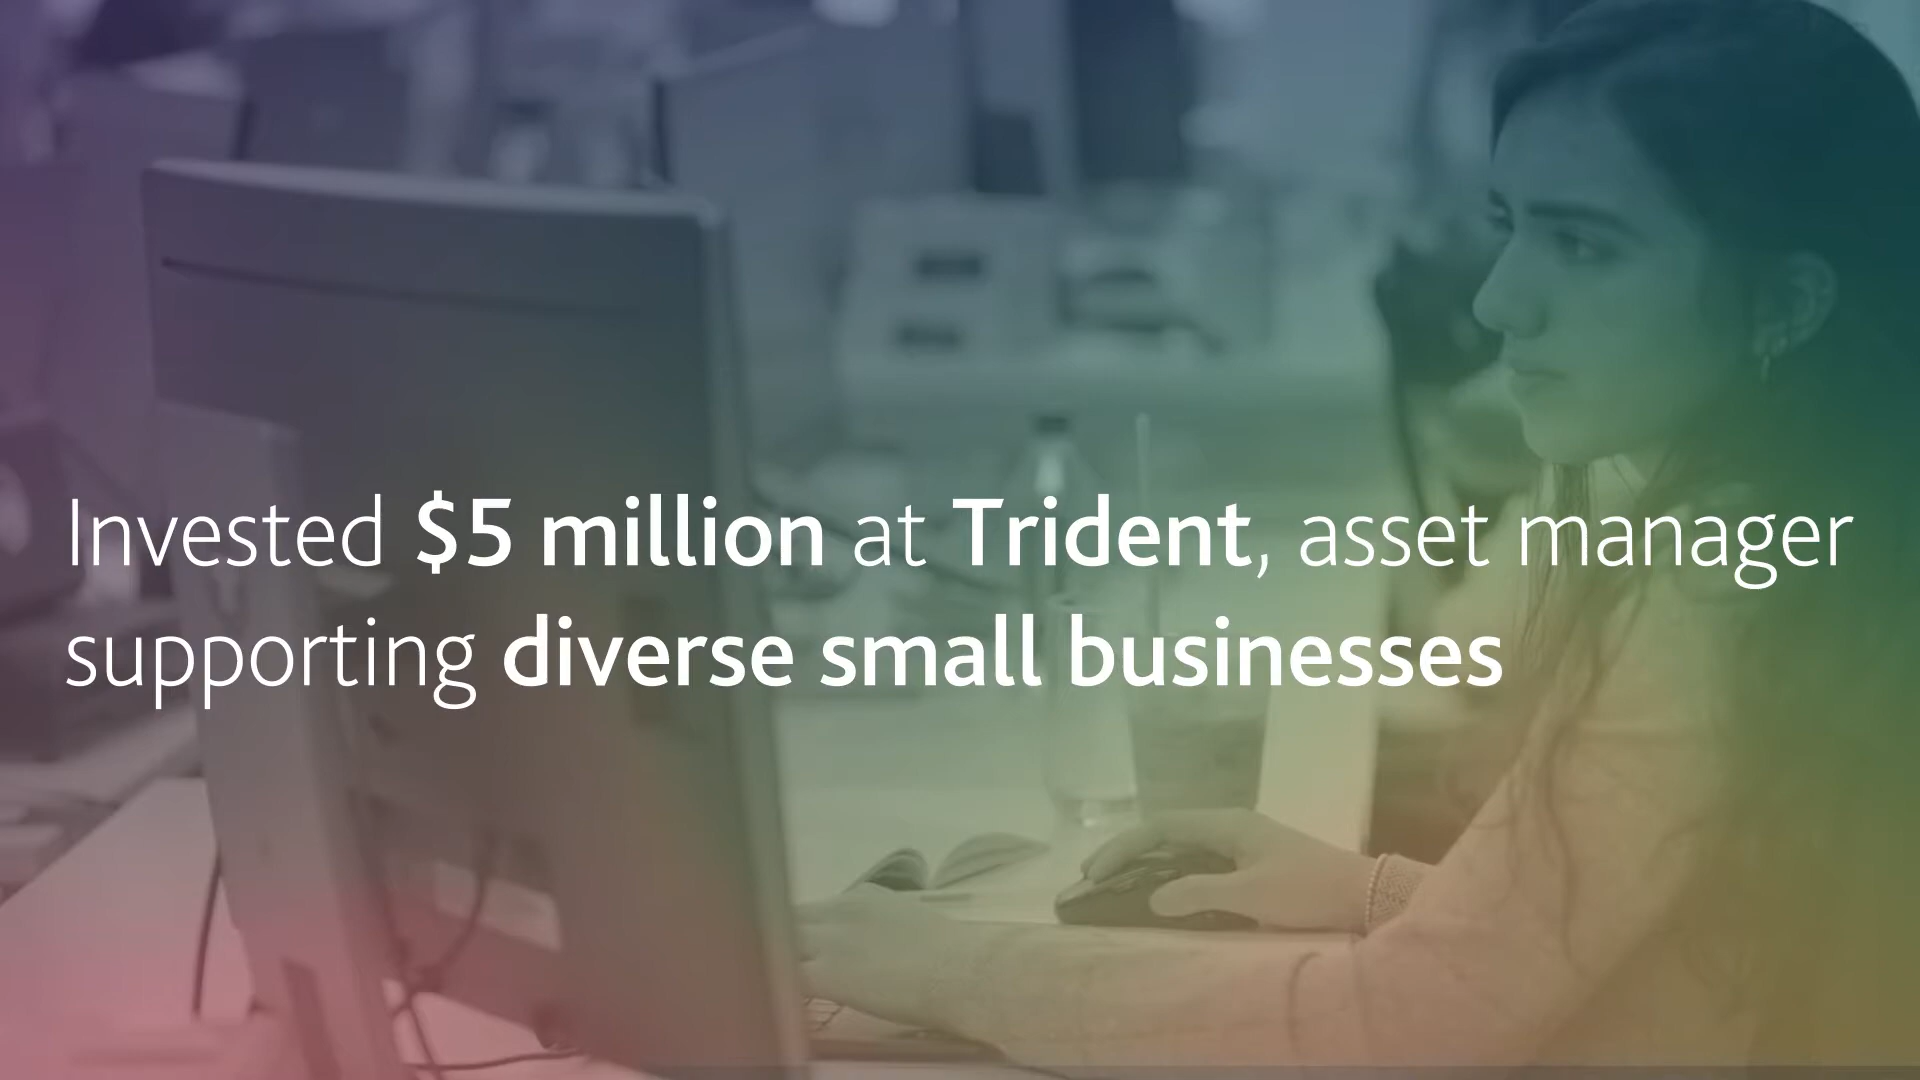 Invested $5 million at Trident, asset manager
supporting diverse small businesses